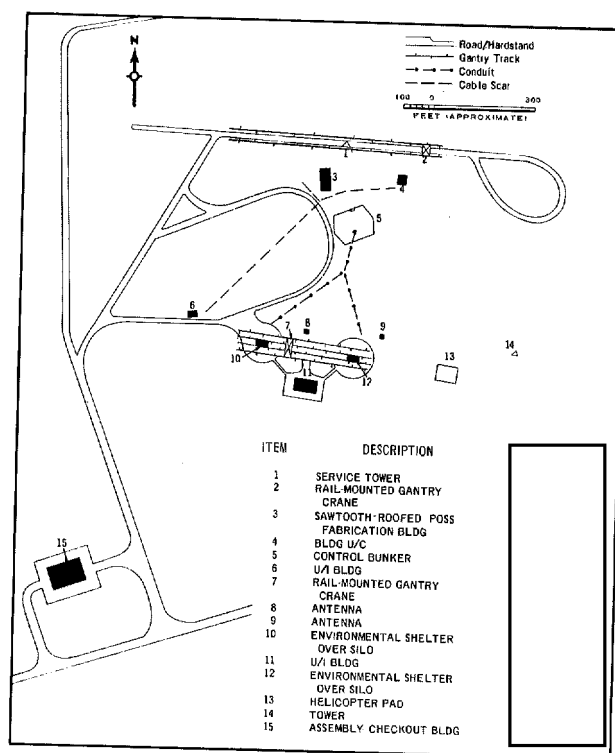 N
Road/Hardstand
Gantry Track
Conduit
Cable Scar
100 0 300
FEET (APPROXIMATE)
1
2
3
4
5
6
7
8
9
10
11
12
13
14
15
ITEM DESCRIPTION
1 SERVICE TOWER
2 RAIL-MOUNTED GANTRY
CRANE
3 SAWTOOTH-ROOFED POSS
FABRICATION BLDG
4 BLDG U/C
5 CONTROL BUNKER
6 U/I BLDG
7 RAIL-MOUNTED GANTRY
CRANE
8 ANTENNA
9 ANTENNA
10 ENVIRONMENTAL SHELTER
OVER SILO
11 U/I BLDG
12 ENVIRONMENTAL SHELTER
OVER SILO
13 HELICOPTER PAD
14 TOWER
15 ASSEMBLY CHECKOUT BLDG